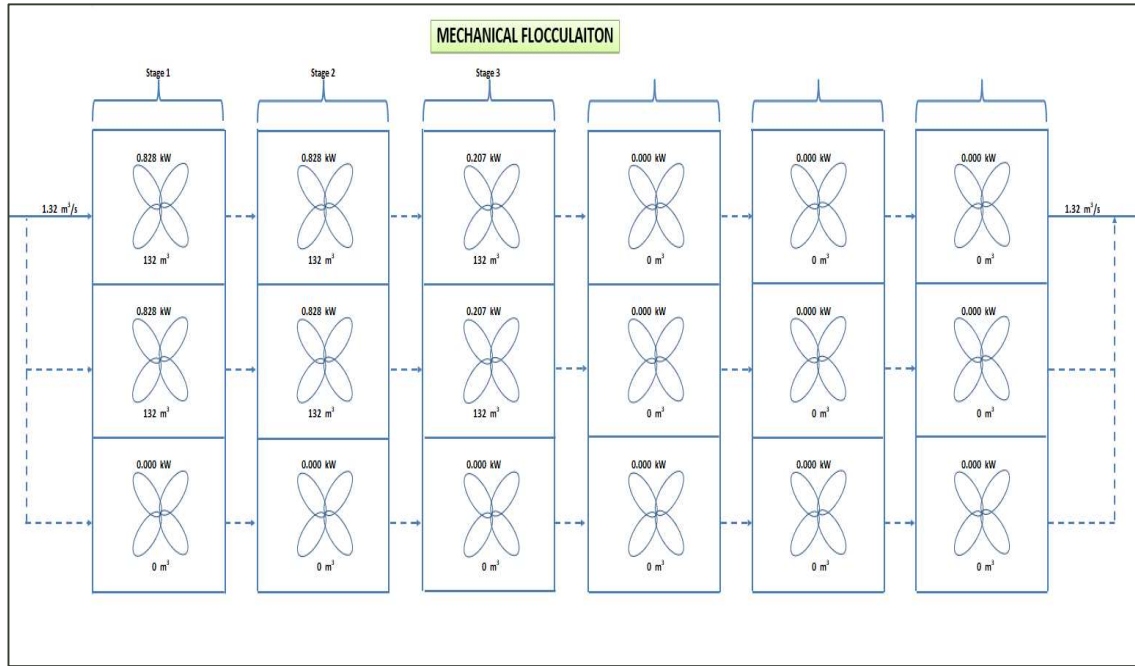 MECHANICAL FLOCCULAITON
Stage 1 Stage 2 Stage 3
0.828 kW 0.828 kW 0.207 kW 0.000 kW 0.000 kW 0.000 kW
1.32 m³/s 1.32 m³/s
132 m³ 132 m³ 132 m³ 0 m³ 0 m³ 0 m³
0.828 kW 0.828 kW 0.207 kW 0.000 kW 0.000 kW 0.000 kW
132 m³ 132 m³ 132 m³ 0 m³ 0 m³ 0 m³
0.000 kW 0.000 kW 0.000 kW 0.000 kW 0.000 kW 0.000 kW
0 m³ 0 m³ 0 m³ 0 m³ 0 m³ 0 m³